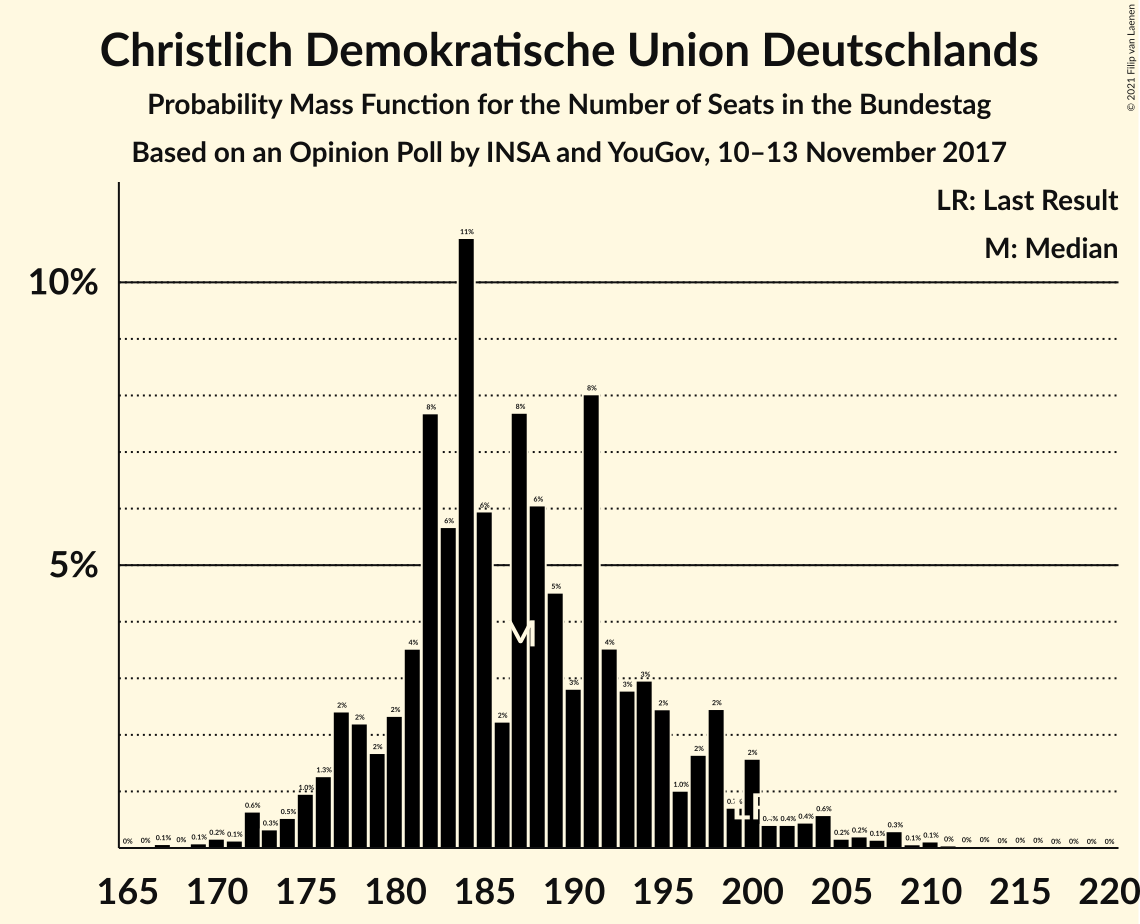 © 2021 Filip van Laenen
Christlich Demokratische Union Deutschlands
Probability Mass Function for the Number of Seats in the Bundestag
Based on an Opinion Poll by INSA and YouGov, 10–13 November 2017
LR: Last Result
M: Median
10%
5%
0% 0% 0.1% 0% 0.1% 0.2% 0.1% 0.6% 0.3% 0.5% 1.0% 1.3% 2% 2% 2% 2% 4% 8% 6% 11% 6% 2% 8% 6% 5% 3% 8% 4% 3% 3% 2% 1.0% 2% 2% 2% 0.4% 0.4% 0.6% 0.2% 0.2% 0.1% 0.3% 0.1% 0.1% 0% 0% 0% 0% 0% 0% 0% 0% 0% 0%
M
165 170 175 180 185 190 195 200 205 210 215 220